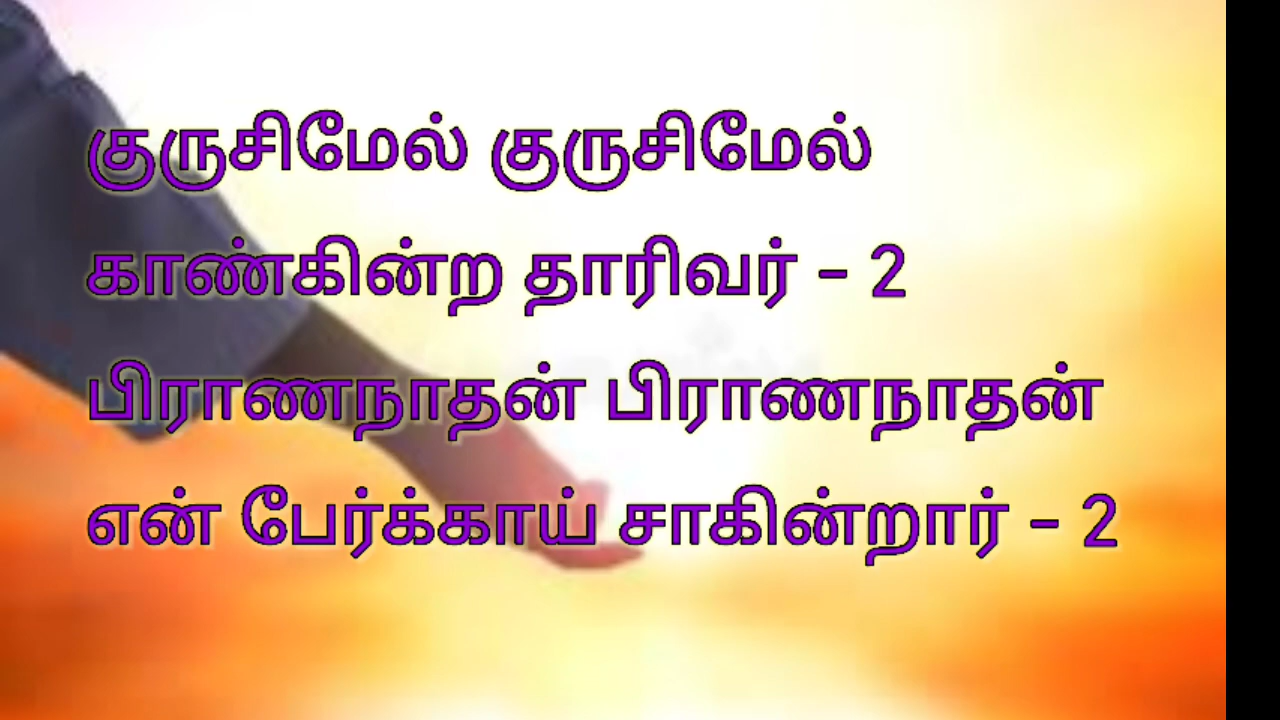 குருசிமேல் குருசிமேல்
காண்கின்ற தாரிவர் - 2
பிராணநாதன் பிராணநாதன்
என் பேர்க்காய் சாகின்றார் - 2